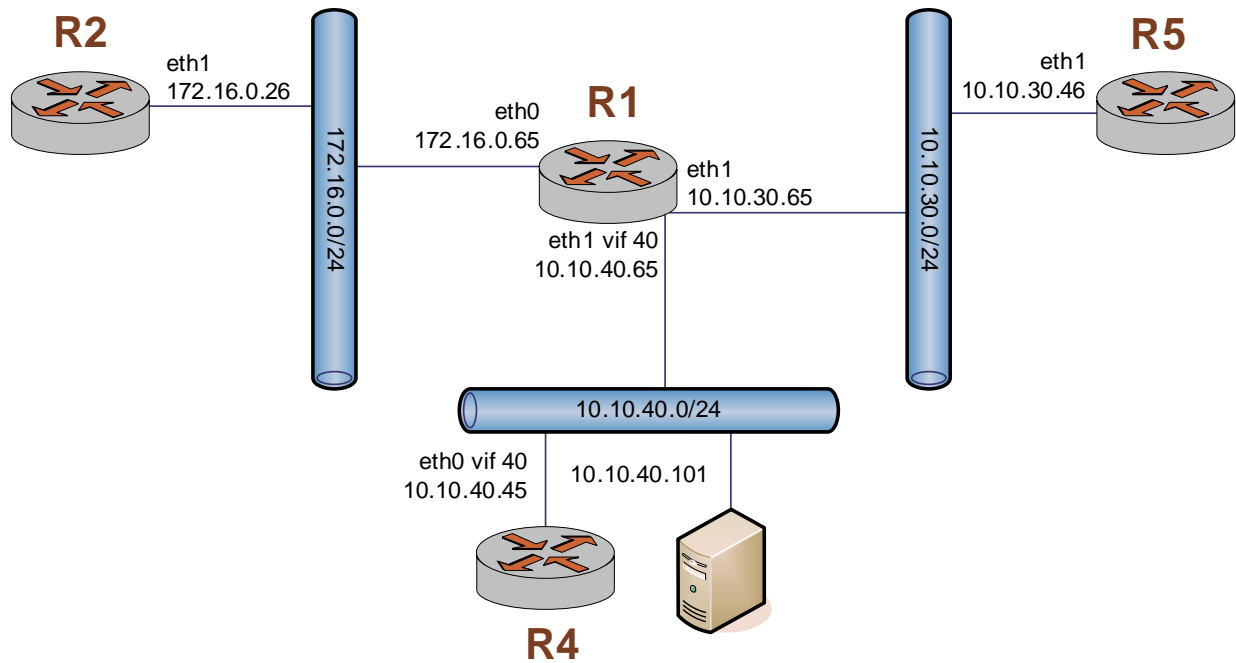 R2
eth1
172.16.0.26
172.16.0.0/24
eth0
172.16.0.65
R1
eth1
10.10.30.65
eth1 vif 40
10.10.40.65
R5
eth1
10.10.30.46
10.10.30.0/24
10.10.40.0/24
eth0 vif 40
10.10.40.45
10.10.40.101
R4